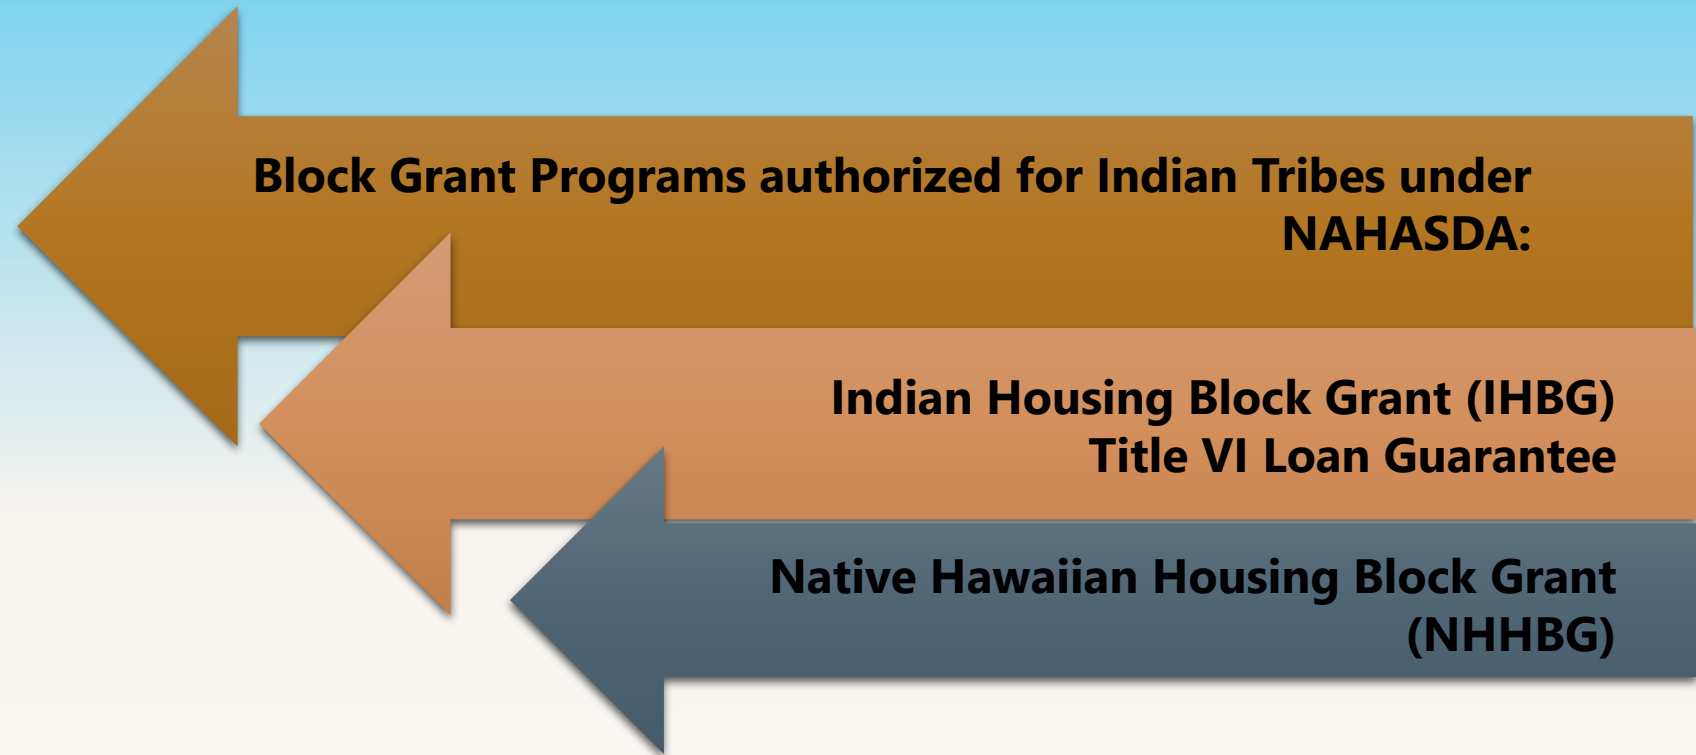 Block Grant Programs authorized for Indian Tribes under
NAHASDA:
Indian Housing Block Grant (IHBG)
Title VI Loan Guarantee
Native Hawaiian Housing Block Grant
(NHHBG)